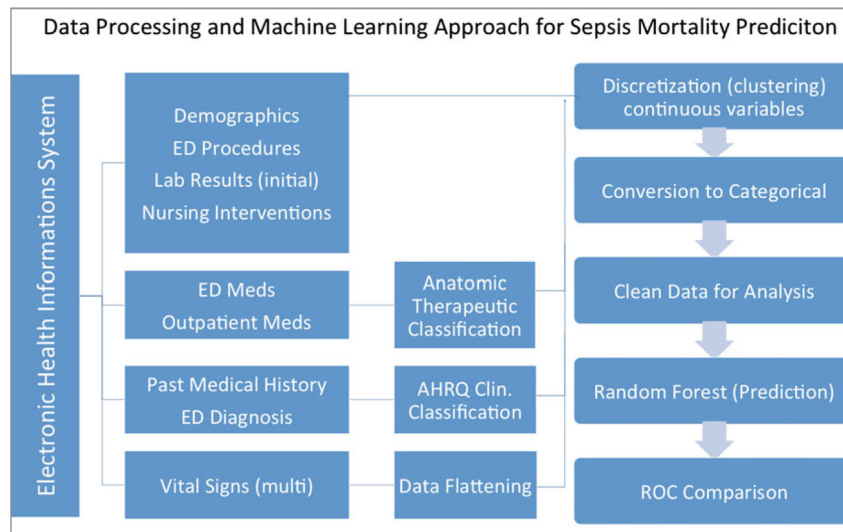 Data Processing and Machine Learning Approach for Sepsis Mortality Prediciton
Electronic Health Informations System
Demographics
ED Procedures
Lab Results (initial)
Nursing Interventions
ED Meds
Outpatient Meds
Past Medical History
ED Diagnosis
Vital Signs (multi)
Anatomic
Therapeutic
Classification
AHRQ Clin.
Classification
Data Flattening
Discretization (clustering)
continuous variables
Conversion to Categorical
Clean Data for Analysis
Random Forest (Prediction)
ROC Comparison